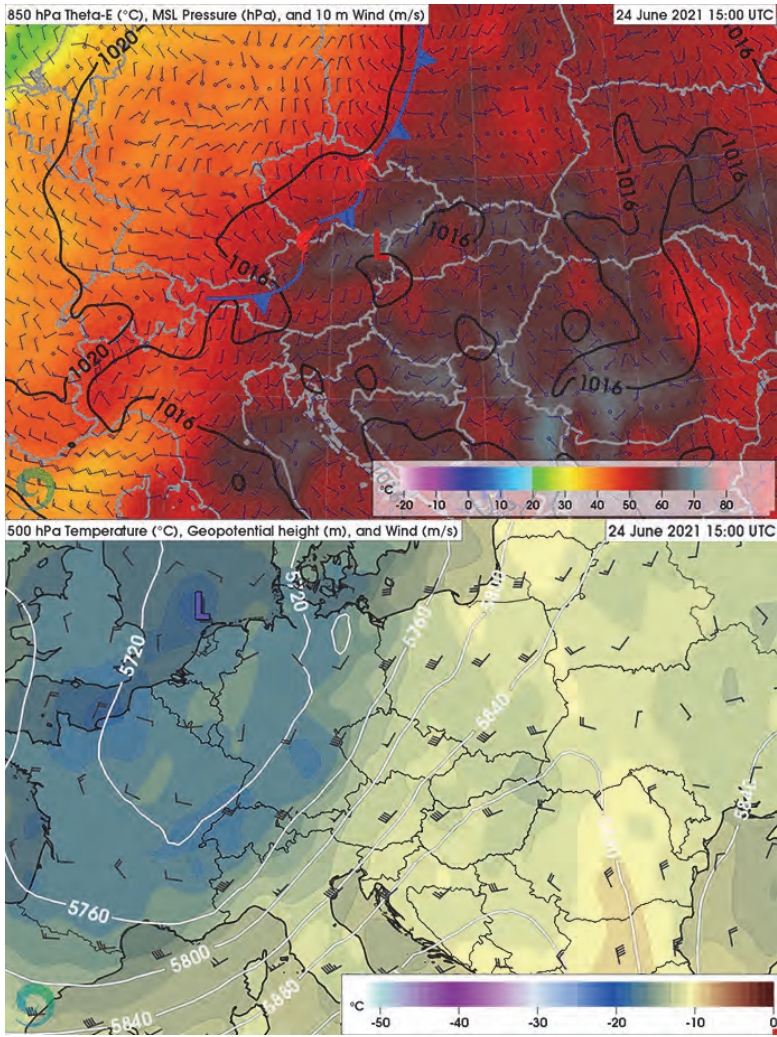 850 hPa Theta-E (°C), MSL Pressure (hPa), and 10 m Wind (m/s)
24 June 2021 15:00 UTC
1020
1016
1016
1016
L
1016
1016
1020
1016
1016
°C
-20 -10 0 10 20 30 40 50 60 70 80
500 hPa Temperature (°C), Geopotential height (m), and Wind (m/s)
24 June 2021 15:00 UTC
L
5720
5720
5760
5800
5840
5760
5800
5840
5880
°C
-50 -40 -30 -20 -10 0